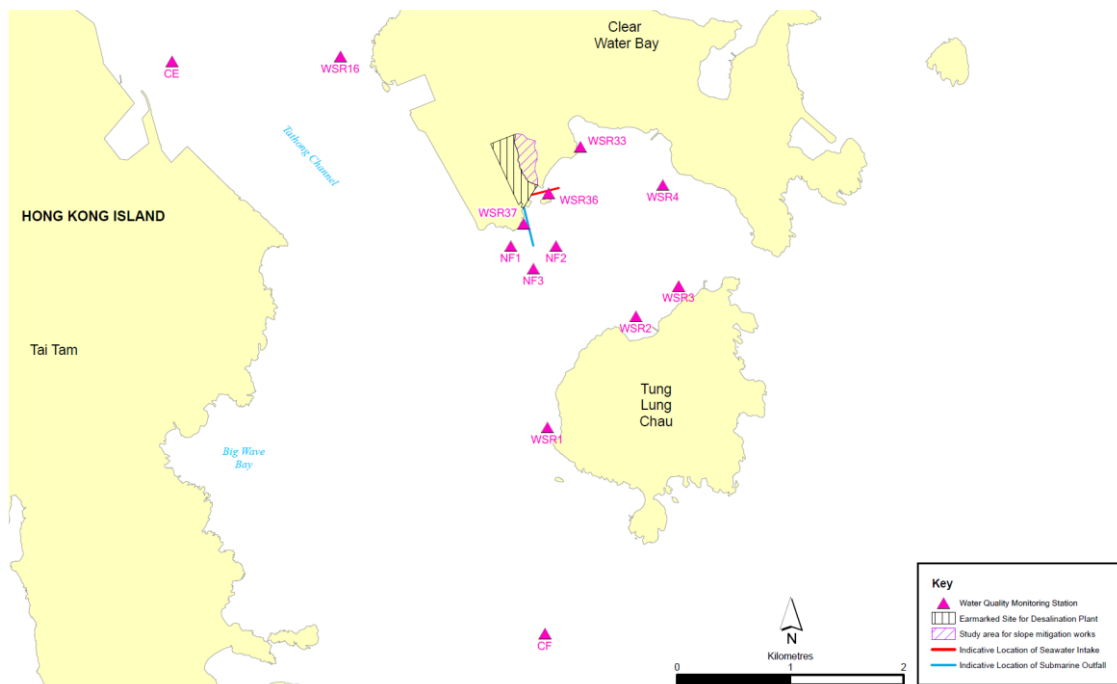 Clear
Water Bay
CE
WSR16
Tathong Channel
WSR33
WSR36
WSR4
HONG KONG ISLAND
WSR37
NF1
NF2
NF3
WSR3
WSR2
Tai Tam
Tung
Lung
Chau
WSR1
Big Wave
Bay
CF
N
Kilometres
0
1
2
Key
Water Quality Monitoring Station
Earmarked Site for Desalination Plant
Study area for slope mitigation works
Indicative Location of Seawater Intake
Indicative Location of Submarine Outfall